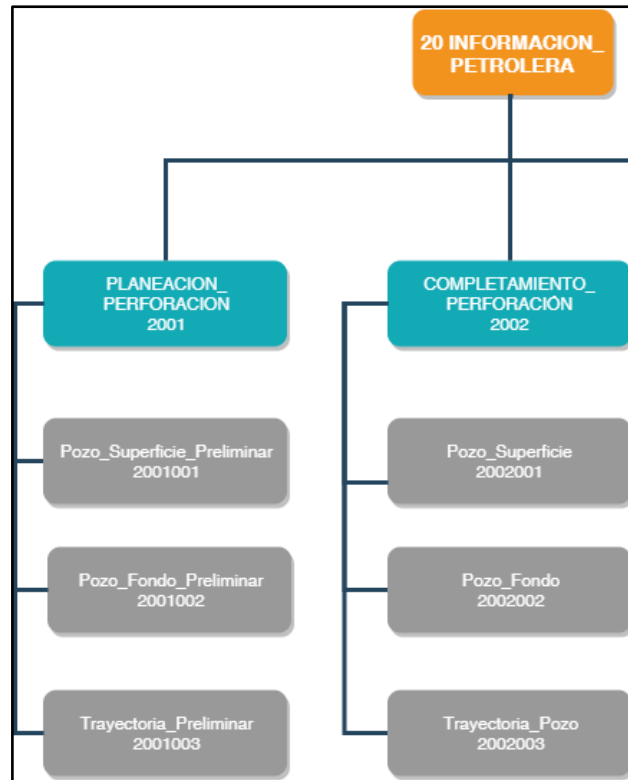 20 INFORMACION_
PETROLERA
PLANEACION_
PERFORACION
2001
COMPLETAMIENTO_
PERFORACIÓN
2002
Pozo_Superficie_Preliminar
2001001
Pozo_Superficie
2002001
Pozo_Fondo_Preliminar
2001002
Pozo_Fondo
2002002
Trayectoria_Preliminar
2001003
Trayectoria_Pozo
2002003